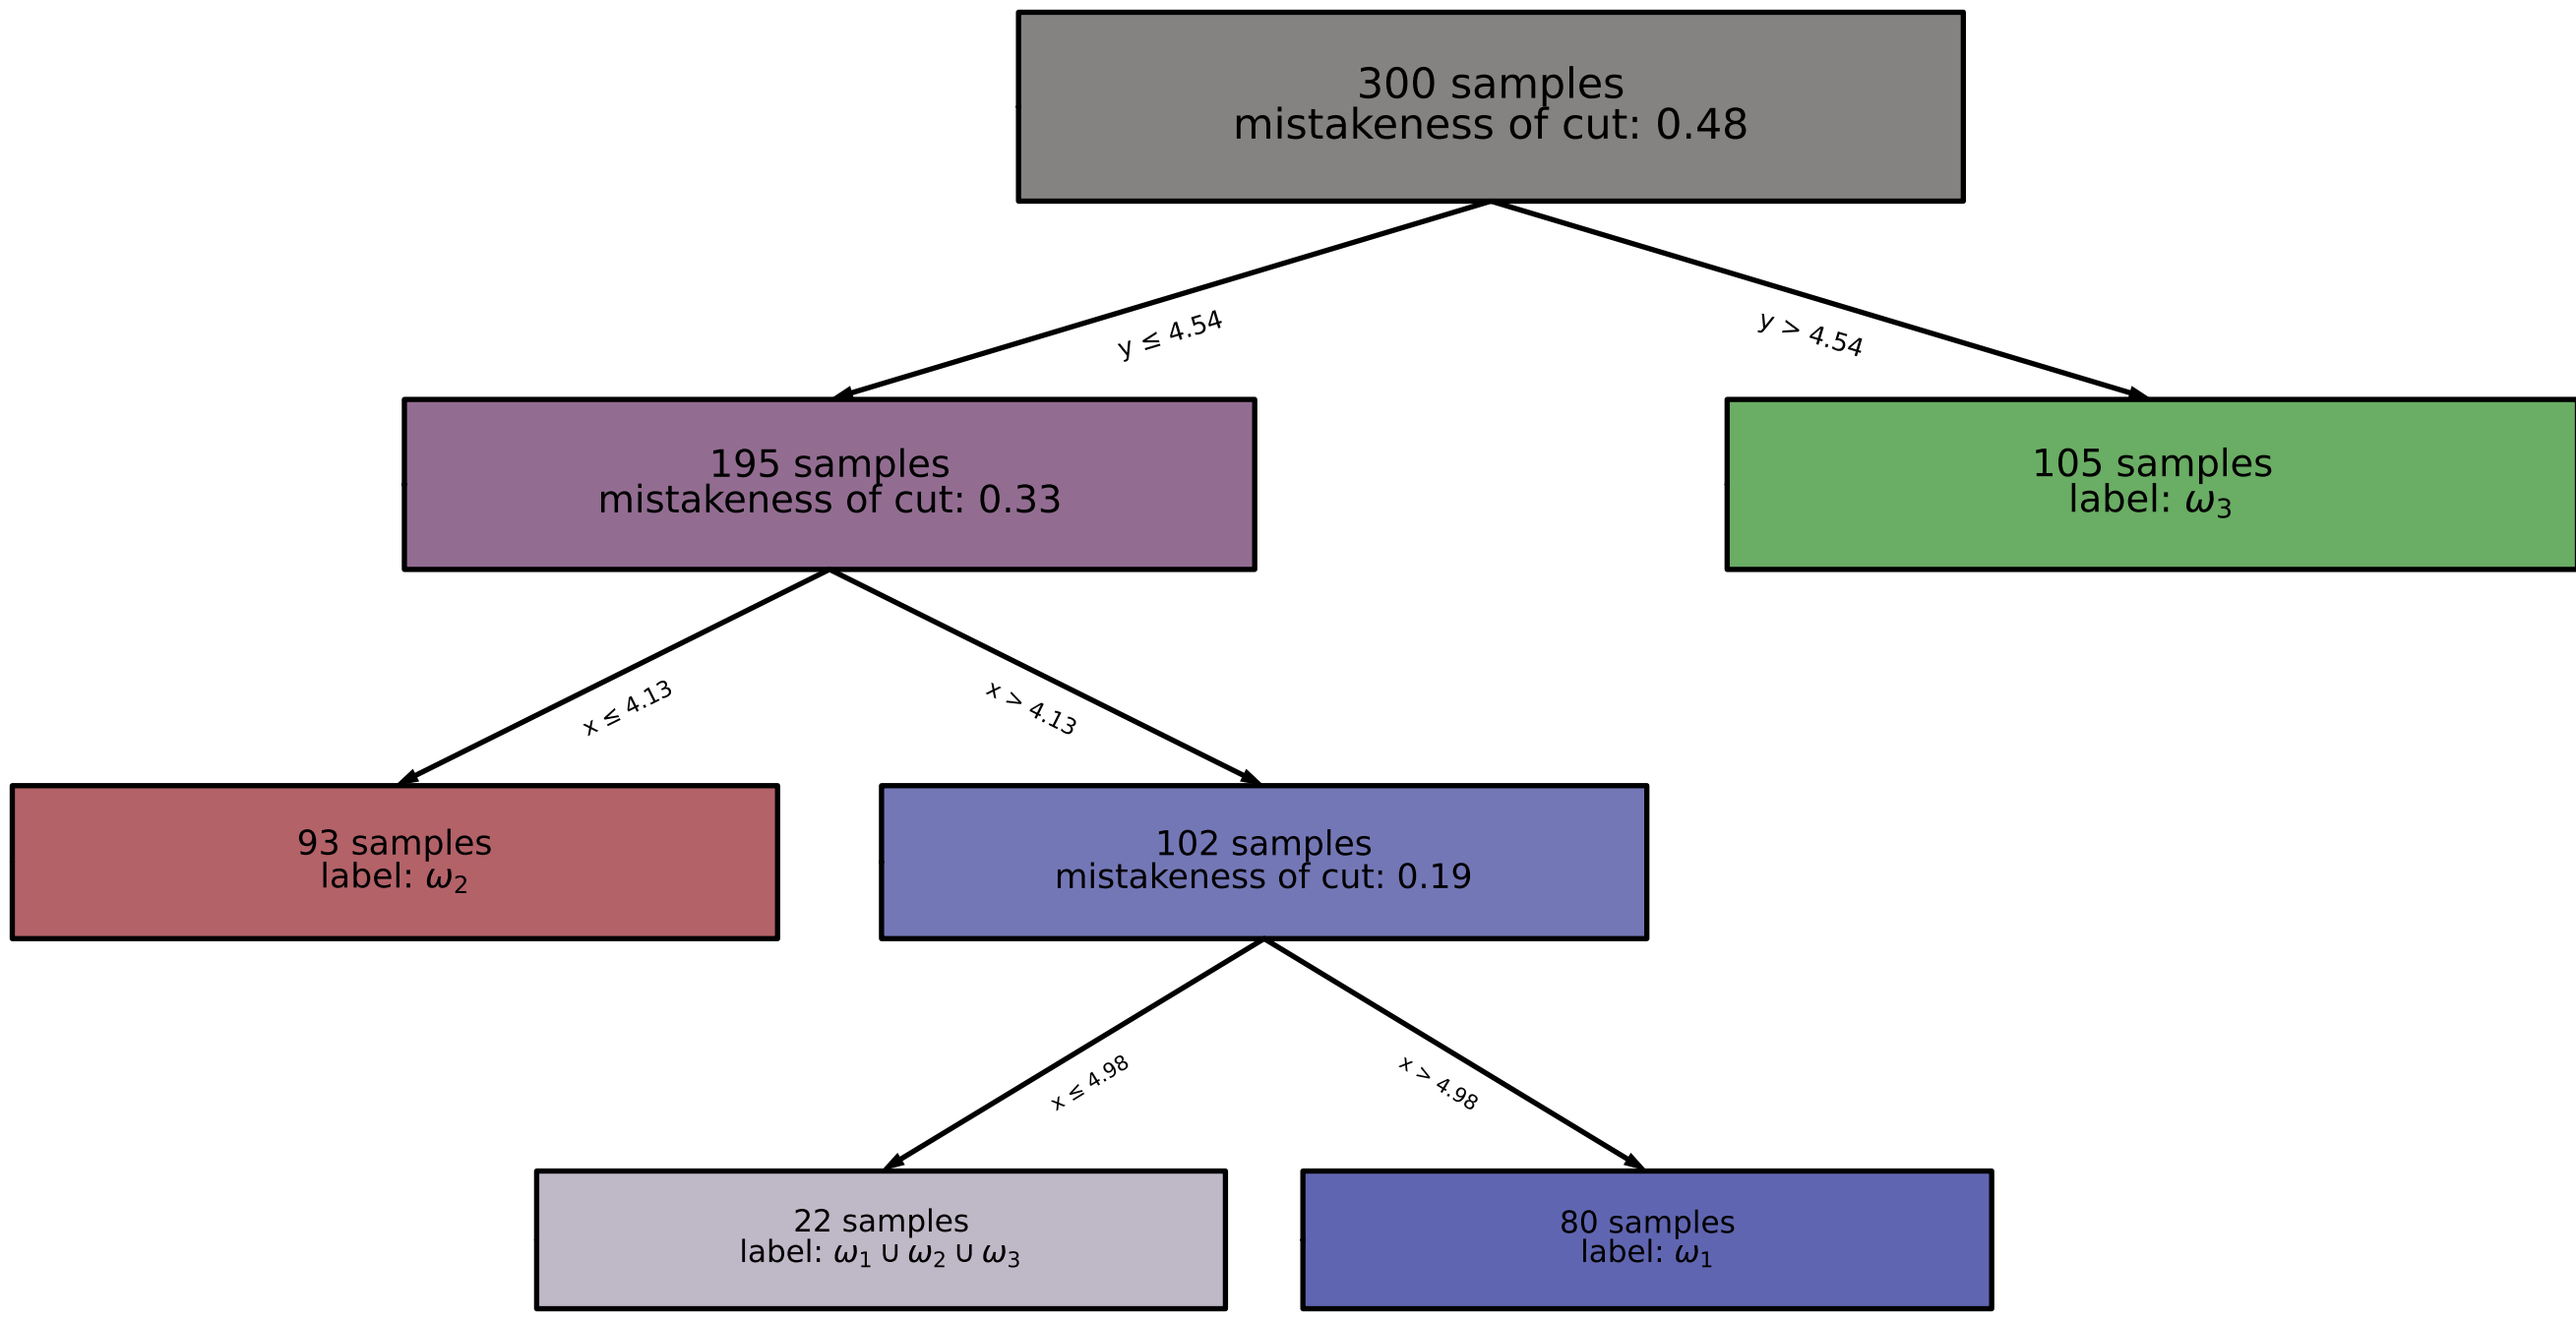 300 samples
mistakeness of cut: 0.48
y ≤ 4.54
y > 4.54
195 samples
mistakeness of cut: 0.33
105 samples
label: ω₃
x ≤ 4.13
x > 4.13
93 samples
label: ω₂
102 samples
mistakeness of cut: 0.19
x ≤ 4.98
x > 4.98
22 samples
label: ω₁ ∪ ω₂ ∪ ω₃
80 samples
label: ω₁